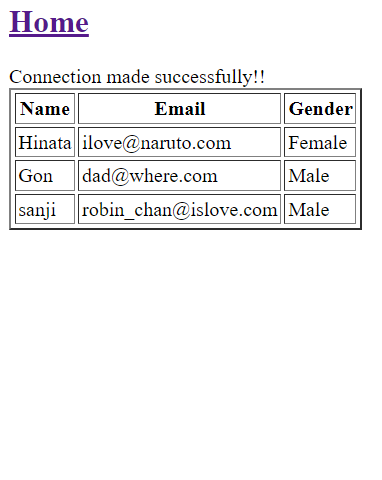 Home
Connection made successfully!!
Name Email Gender
Hinata ilove@naruto.com Female
Gon dad@where.com Male
sanji robin_chan@islove.com Male